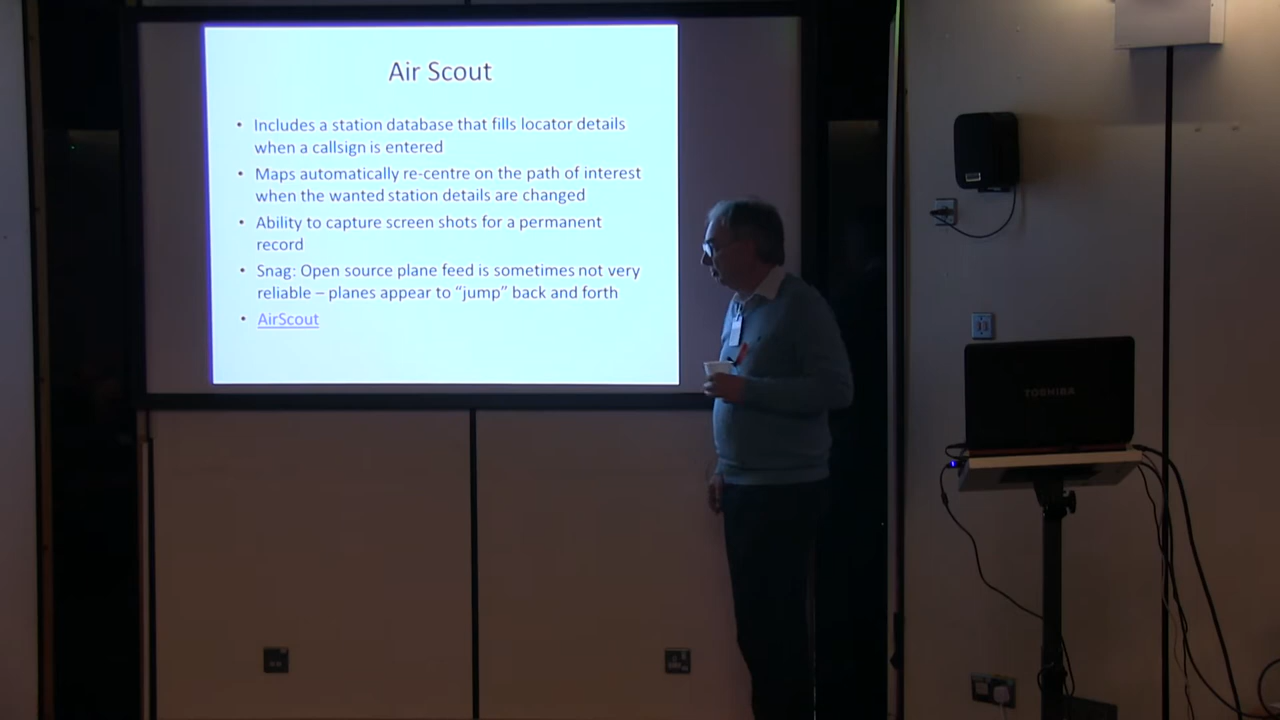 Air Scout
• Includes a station database that fills locator details
when a callsign is entered
• Maps automatically re-centre on the path of interest
when the wanted station details are changed
• Ability to capture screen shots for a permanent
record
• Snag: Open source plane feed is sometimes not very
reliable – planes appear to “jump” back and forth
• AirScout
TOSHIBA